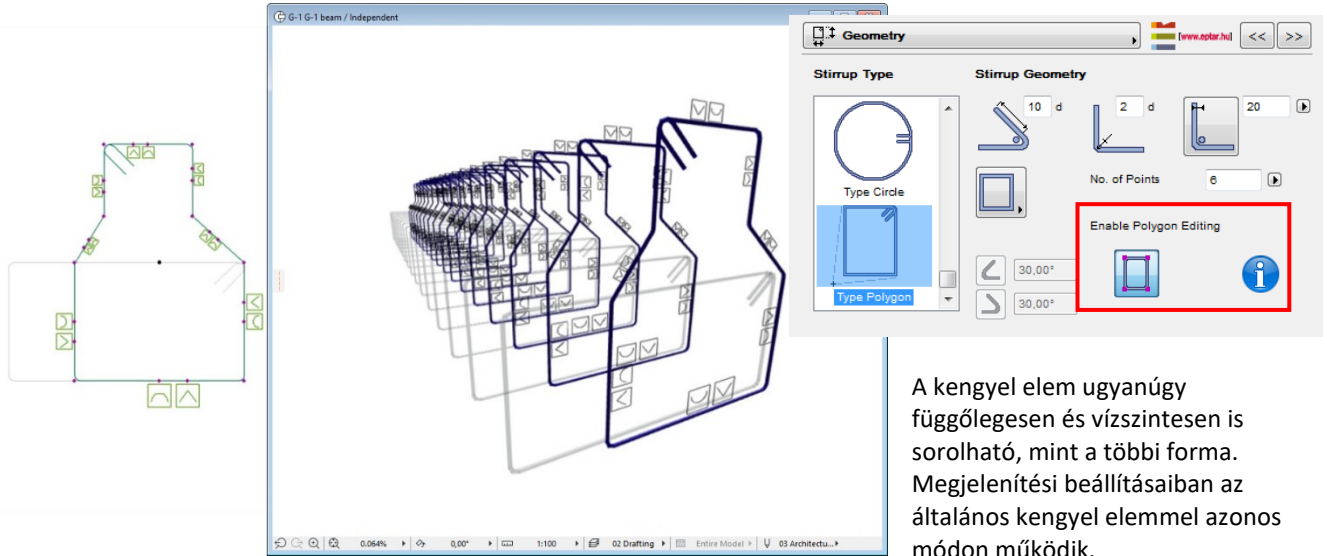 G-1 G-1 beam / Independent
Geometry
[www.eptar.hu]
<<
>>
Stirrup Type
Stirrup Geometry
10 d
2 d
20
Type Circle
No. of Points 6
Enable Polygon Editing
30,00°
Type Polygon
30,00°
A kengyel elem ugyanúgy
függőlegesen és vízszintesen is
sorolható, mint a többi forma.
Megjelenítési beállításaiban az
általános kengyel elemmel azonos
módon működik.
0.064% 0,00° 1:100 02 Drafting Entire Model 03 Architectu...